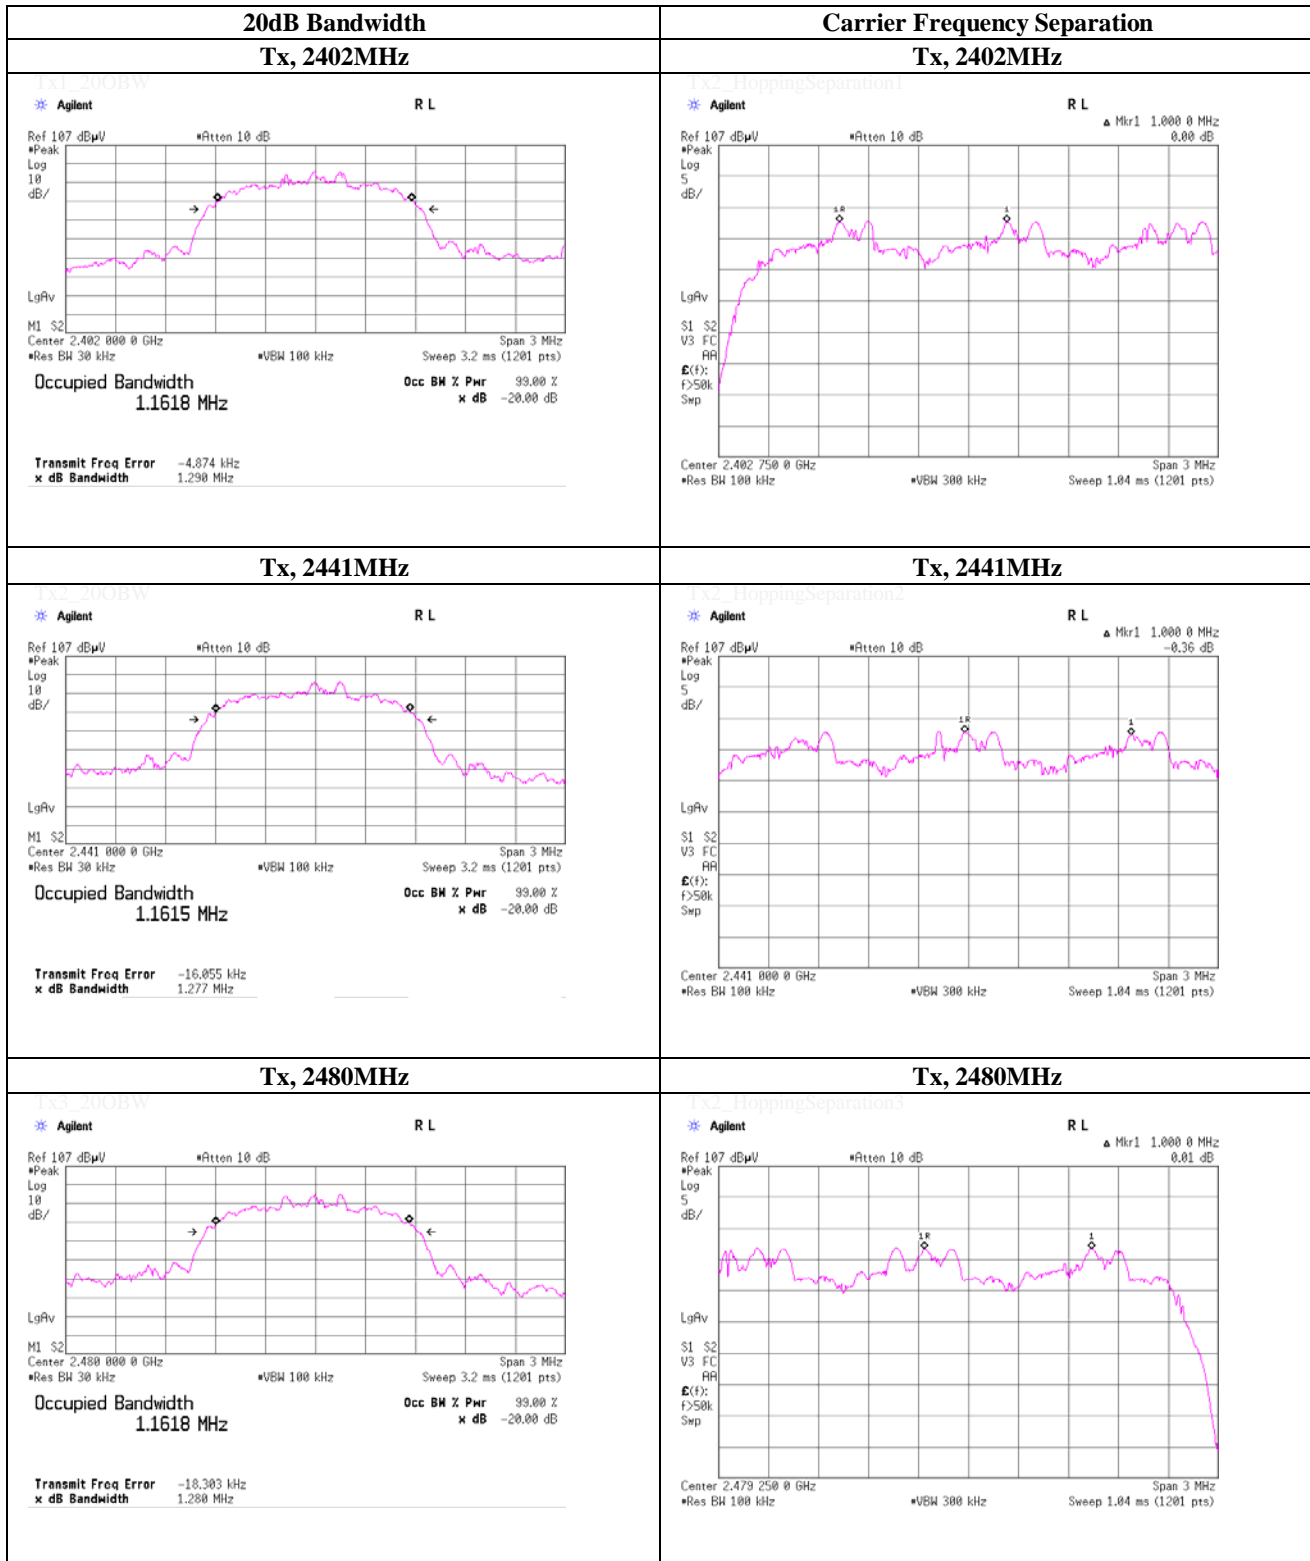 20dB Bandwidth
Carrier Frequency Separation
Tx, 2402MHz
Tx, 2402MHz
Tx1_20OBW
Agilent
R L
Ref 107 dBµV
#Atten 10 dB
#Peak
Log
10
dB/
LgAv
M1 S2
Center 2.402 000 0 GHz
Span 3 MHz
#Res BW 30 kHz
#VBW 100 kHz
Sweep 3.2 ms (1201 pts)
Occupied Bandwidth
Occ BW % Pwr 99.00 %
1.1618 MHz
x dB -20.00 dB
Transmit Freq Error -4.874 kHz
x dB Bandwidth 1.290 MHz
Tx2_HoppingSeparation1
Agilent
R L
Δ Mkr1 1.000 0 MHz
Ref 107 dBµV
#Atten 10 dB
0.00 dB
#Peak
Log
5
dB/
1R
1
LgAv
S1 S2
V3 FC
AA
£(f):
f>50k
Swp
Center 2.402 750 0 GHz
Span 3 MHz
#Res BW 100 kHz
#VBW 300 kHz
Sweep 1.04 ms (1201 pts)
Tx, 2441MHz
Tx, 2441MHz
Tx2_20OBW
Agilent
R L
Ref 107 dBµV
#Atten 10 dB
#Peak
Log
10
dB/
LgAv
M1 S2
Center 2.441 000 0 GHz
Span 3 MHz
#Res BW 30 kHz
#VBW 100 kHz
Sweep 3.2 ms (1201 pts)
Occupied Bandwidth
Occ BW % Pwr 99.00 %
1.1615 MHz
x dB -20.00 dB
Transmit Freq Error -16.055 kHz
x dB Bandwidth 1.277 MHz
Tx2_HoppingSeparation2
Agilent
R L
Δ Mkr1 1.000 0 MHz
Ref 107 dBµV
#Atten 10 dB
-0.36 dB
#Peak
Log
5
dB/
1R
1
LgAv
S1 S2
V3 FC
AA
£(f):
f>50k
Swp
Center 2.441 000 0 GHz
Span 3 MHz
#Res BW 100 kHz
#VBW 300 kHz
Sweep 1.04 ms (1201 pts)
Tx, 2480MHz
Tx, 2480MHz
Tx3_20OBW
Agilent
R L
Ref 107 dBµV
#Atten 10 dB
#Peak
Log
10
dB/
LgAv
M1 S2
Center 2.480 000 0 GHz
Span 3 MHz
#Res BW 30 kHz
#VBW 100 kHz
Sweep 3.2 ms (1201 pts)
Occupied Bandwidth
Occ BW % Pwr 99.00 %
1.1618 MHz
x dB -20.00 dB
Transmit Freq Error -18.303 kHz
x dB Bandwidth 1.280 MHz
Tx2_HoppingSeparation3
Agilent
R L
Δ Mkr1 1.000 0 MHz
Ref 107 dBµV
#Atten 10 dB
0.01 dB
#Peak
Log
5
dB/
1R
1
LgAv
S1 S2
V3 FC
AA
£(f):
f>50k
Swp
Center 2.479 250 0 GHz
Span 3 MHz
#Res BW 100 kHz
#VBW 300 kHz
Sweep 1.04 ms (1201 pts)